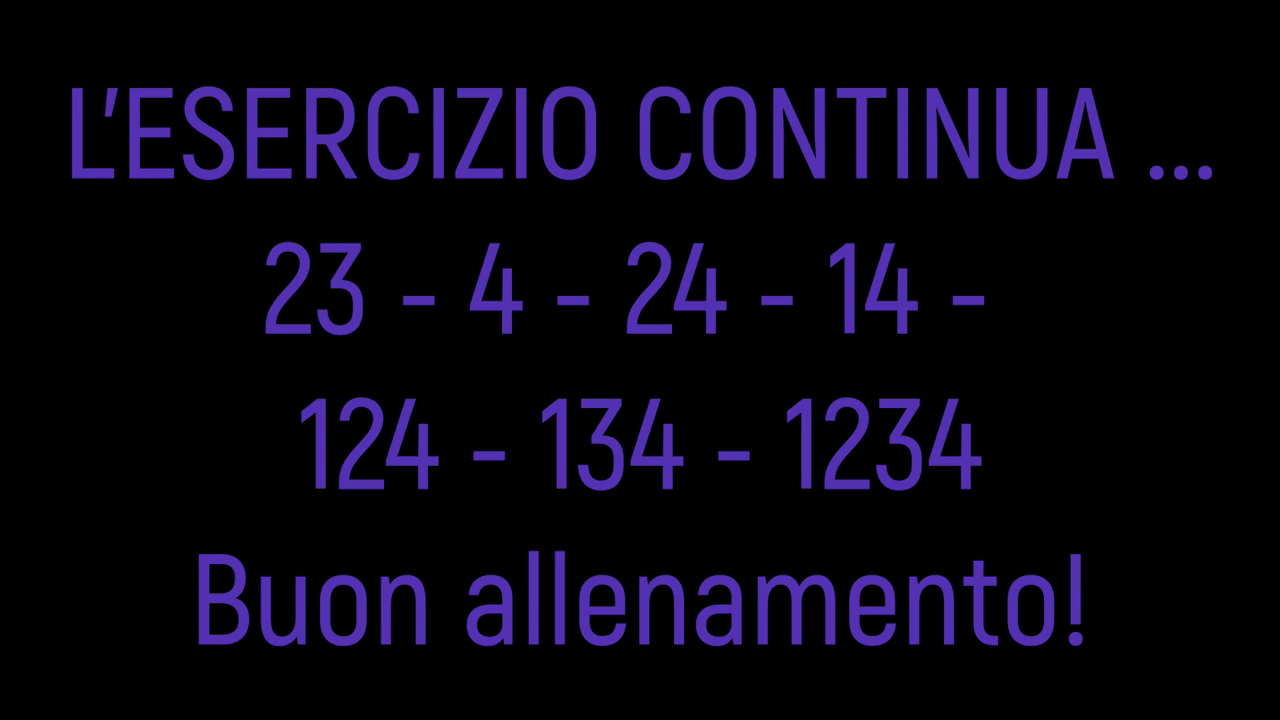 L'ESERCIZIO CONTINUA ...
23 - 4 - 24 - 14 -
124 - 134 - 1234
Buon allenamento!